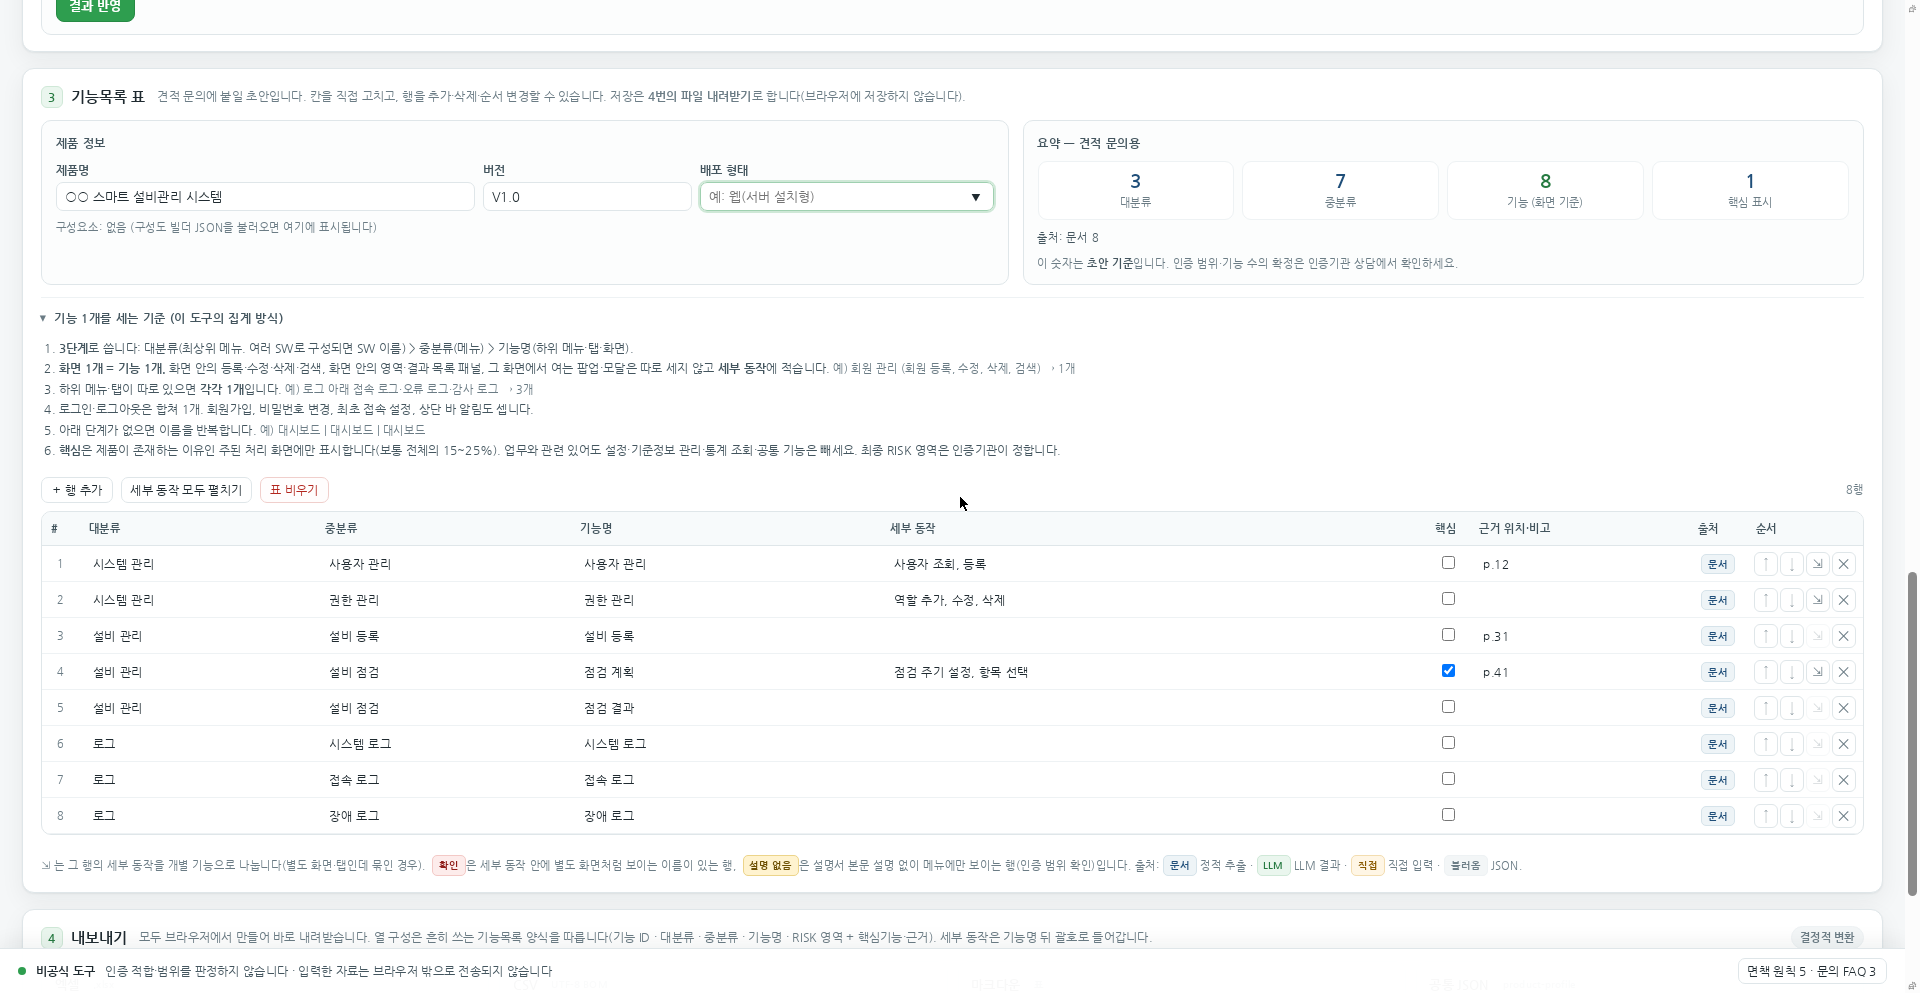 결과 반영
3 기능목록 표 견적 문의에 붙일 초안입니다. 칸을 직접 고치고, 행을 추가·삭제·순서 변경할 수 있습니다. 저장은 4번의 파일 내려받기로 합니다(브라우저에 저장하지 않습니다).
제품 정보
제품명 버전 배포 형태
○○ 스마트 설비관리 시스템 V1.0 예: 웹(서버 설치형) ▼
구성요소: 없음 (구성도 빌더 JSON을 불러오면 여기에 표시됩니다)
요약 — 견적 문의용
3 7 8 1
대분류 중분류 기능 (화면 기준) 핵심 표시
출처: 문서 8
이 숫자는 초안 기준입니다. 인증 범위·기능 수의 확정은 인증기관 상담에서 확인하세요.
▼ 기능 1개를 세는 기준 (이 도구의 집계 방식)
1. 3단계로 씁니다: 대분류(최상위 메뉴. 여러 SW로 구성되면 SW 이름) > 중분류(메뉴) > 기능명(하위 메뉴·탭·화면).
2. 화면 1개 = 기능 1개. 화면 안의 등록·수정·삭제·검색, 화면 안의 영역·결과 목록 패널, 그 화면에서 여는 팝업·모달은 따로 세지 않고 세부 동작에 적습니다. 예) 회원 관리 (회원 등록, 수정, 삭제, 검색) → 1개
3. 하위 메뉴·탭이 따로 있으면 각각 1개입니다. 예) 로그 아래 접속 로그·오류 로그·감사 로그 → 3개
4. 로그인·로그아웃은 합쳐 1개. 회원가입, 비밀번호 변경, 최초 접속 설정, 상단 바 알림도 셉니다.
5. 아래 단계가 없으면 이름을 반복합니다. 예) 대시보드 | 대시보드 | 대시보드
6. 핵심은 제품이 존재하는 이유인 주된 처리 화면에만 표시합니다(보통 전체의 15~25%). 업무와 관련 있어도 설정·기준정보 관리·통계 조회·공통 기능은 빼세요. 최종 RISK 영역은 인증기관이 정합니다.
+ 행 추가 세부 동작 모두 펼치기 표 비우기 8행
# 대분류 중분류 기능명 세부 동작 핵심 근거 위치·비고 출처 순서
1 시스템 관리 사용자 관리 사용자 관리 사용자 조회, 등록 p.12 문서 ↑ ↓ ⇲ ✕
2 시스템 관리 권한 관리 권한 관리 역할 추가, 수정, 삭제 문서 ↑ ↓ ⇲ ✕
3 설비 관리 설비 등록 설비 등록 p.31 문서 ↑ ↓ ⇲ ✕
4 설비 관리 설비 점검 점검 계획 점검 주기 설정, 항목 선택 p.41 문서 ↑ ↓ ⇲ ✕
5 설비 관리 설비 점검 점검 결과 문서 ↑ ↓ ⇲ ✕
6 로그 시스템 로그 시스템 로그 문서 ↑ ↓ ⇲ ✕
7 로그 접속 로그 접속 로그 문서 ↑ ↓ ⇲ ✕
8 로그 장애 로그 장애 로그 문서 ↑ ↓ ⇲ ✕
⇲ 는 그 행의 세부 동작을 개별 기능으로 나눕니다(별도 화면·탭인데 묶인 경우). 확인 은 세부 동작 안에 별도 화면처럼 보이는 이름이 있는 행, 설명 없음 은 설명서 본문 설명 없이 메뉴에만 보이는 행(인증 범위 확인)입니다. 출처: 문서 정적 추출 · LLM LLM 결과 · 직접 직접 입력 · 불러옴 JSON.
4 내보내기 모두 브라우저에서 만들어 바로 내려받습니다. 열 구성은 흔히 쓰는 기능목록 양식을 따릅니다(기능 ID · 대분류 · 중분류 · 기능명 · RISK 영역 + 핵심기능·근거). 세부 동작은 기능명 뒤 괄호로 들어갑니다. 결정적 변환
비공식 도구 인증 적합·범위를 판정하지 않습니다 · 입력한 자료는 브라우저 밖으로 전송되지 않습니다 면책 원칙 5 · 문의 FAQ 3